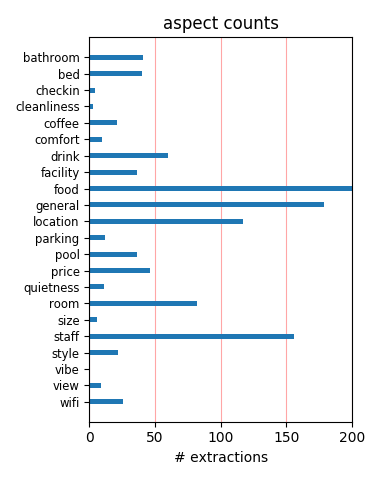 aspect counts
bathroom
bed
checkin
cleanliness
coffee
comfort
drink
facility
food
general
location
parking
pool
price
quietness
room
size
staff
style
vibe
view
wifi
0 50 100 150 200
# extractions